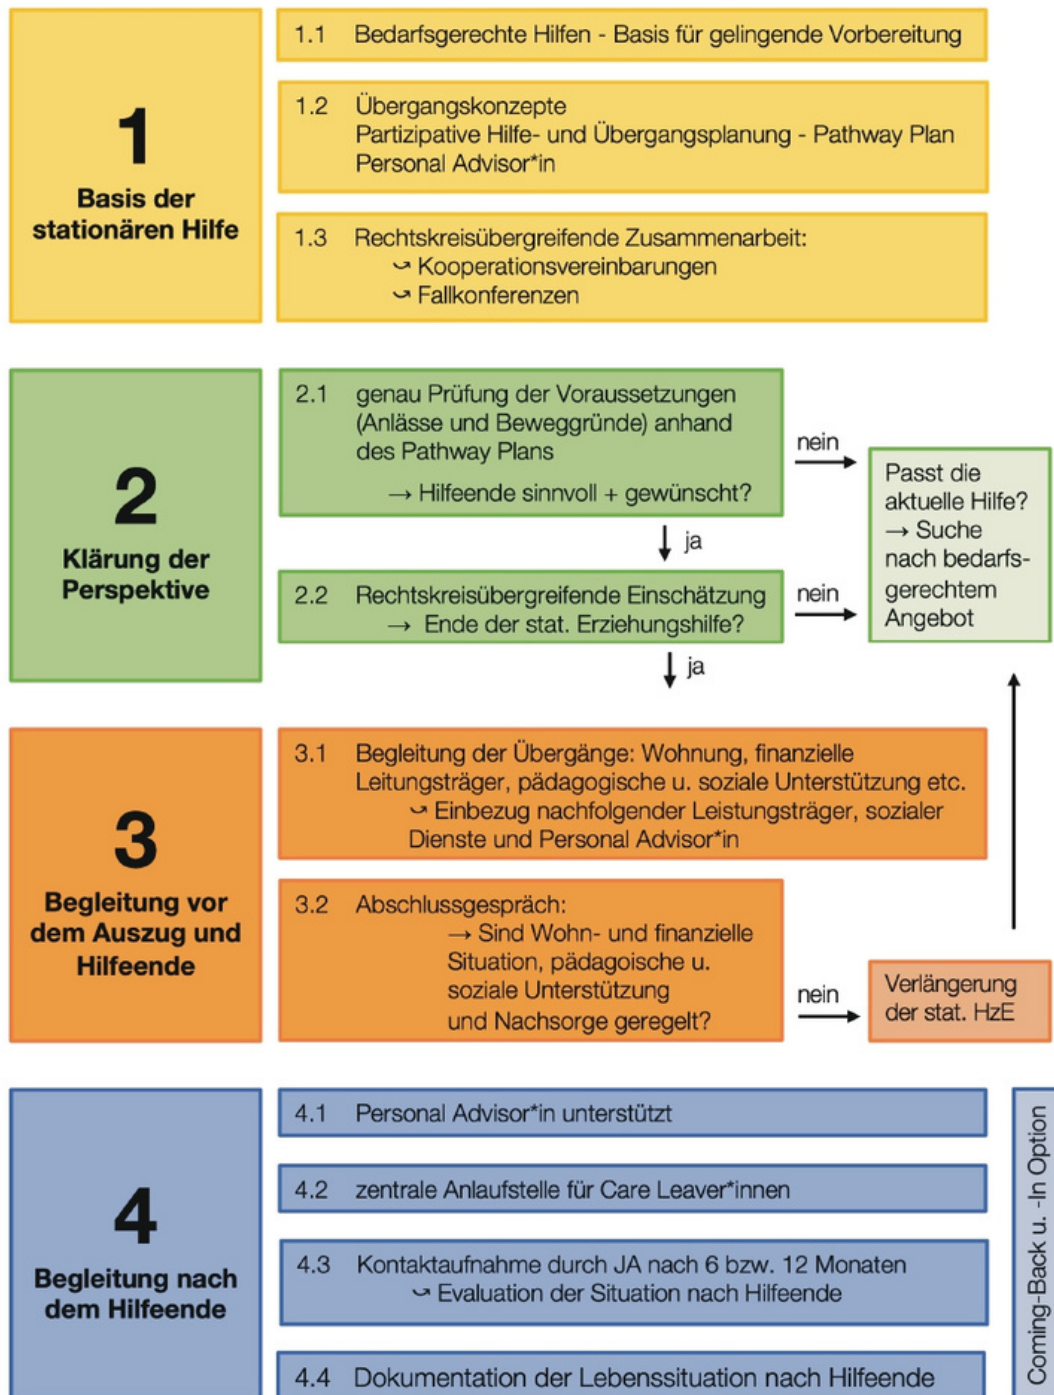 1
Basis der
stationären Hilfe
1.1 Bedarfsgerechte Hilfen - Basis für gelingende Vorbereitung
1.2 Übergangskonzepte
Partizipative Hilfe- und Übergangsplanung - Pathway Plan
Personal Advisor*in
1.3 Rechtskreisübergreifende Zusammenarbeit:
⤷ Kooperationsvereinbarungen
⤷ Fallkonferenzen
2
Klärung der
Perspektive
2.1 genau Prüfung der Voraussetzungen
(Anlässe und Beweggründe) anhand
des Pathway Plans
→ Hilfeende sinnvoll + gewünscht?
nein
↓ ja
2.2 Rechtskreisübergreifende Einschätzung
→ Ende der stat. Erziehungshilfe?
nein
↓ ja
Passt die
aktuelle Hilfe?
→ Suche
nach bedarfs-
gerechtem
Angebot
3
Begleitung vor
dem Auszug und
Hilfeende
3.1 Begleitung der Übergänge: Wohnung, finanzielle
Leitungsträger, pädagogische u. soziale Unterstützung etc.
⤷ Einbezug nachfolgender Leistungsträger, sozialer
Dienste und Personal Advisor*in
3.2 Abschlussgespräch:
→ Sind Wohn- und finanzielle
Situation, pädagoische u.
soziale Unterstützung
und Nachsorge geregelt?
nein
Verlängerung
der stat. HzE
4
Begleitung nach
dem Hilfeende
4.1 Personal Advisor*in unterstützt
4.2 zentrale Anlaufstelle für Care Leaver*innen
4.3 Kontaktaufnahme durch JA nach 6 bzw. 12 Monaten
⤷ Evaluation der Situation nach Hilfeende
4.4 Dokumentation der Lebenssituation nach Hilfeende
Coming-Back u. -In Option